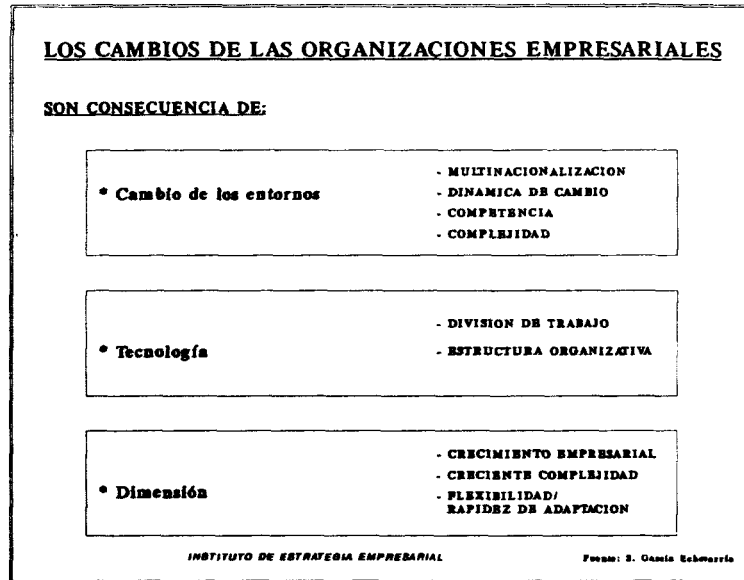 LOS CAMBIOS DE LAS ORGANIZACIONES EMPRESARIALES
SON CONSECUENCIA DE:
* Cambio de los entornos
- MULTINACIONALIZACION
- DINAMICA DE CAMBIO
- COMPETENCIA
- COMPLEJIDAD
* Tecnología
- DIVISION DE TRABAJO
- ESTRUCTURA ORGANIZATIVA
* Dimensión
- CRECIMIENTO EMPRESARIAL
- CRECIENTE COMPLEJIDAD
- FLEXIBILIDAD/
RAPIDEZ DE ADAPTACION
INSTITUTO DE ESTRATEGIA EMPRESARIAL
Fuente: S. García Echevarría